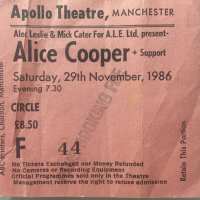 Apollo Theatre, MANCHESTER
Alec Leslie & Mick Cater For A.L.E. Ltd. present-
Alice Cooper + Support
Saturday, 29th November, 1986
Evening 7.30
CIRCLE
£8.50
BOOKING FEE
F 44
No Tickets Exchanged nor Money Refunded
No Cameras or Recording Equipment
Official Programmes sold only in the Theatre
Management reserve the right to refuse admission
Retain This Portion